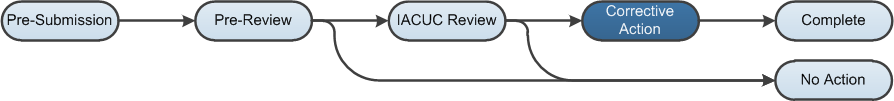 Pre-Submission
Pre-Review
IACUC Review
Corrective
Action
Complete
No Action